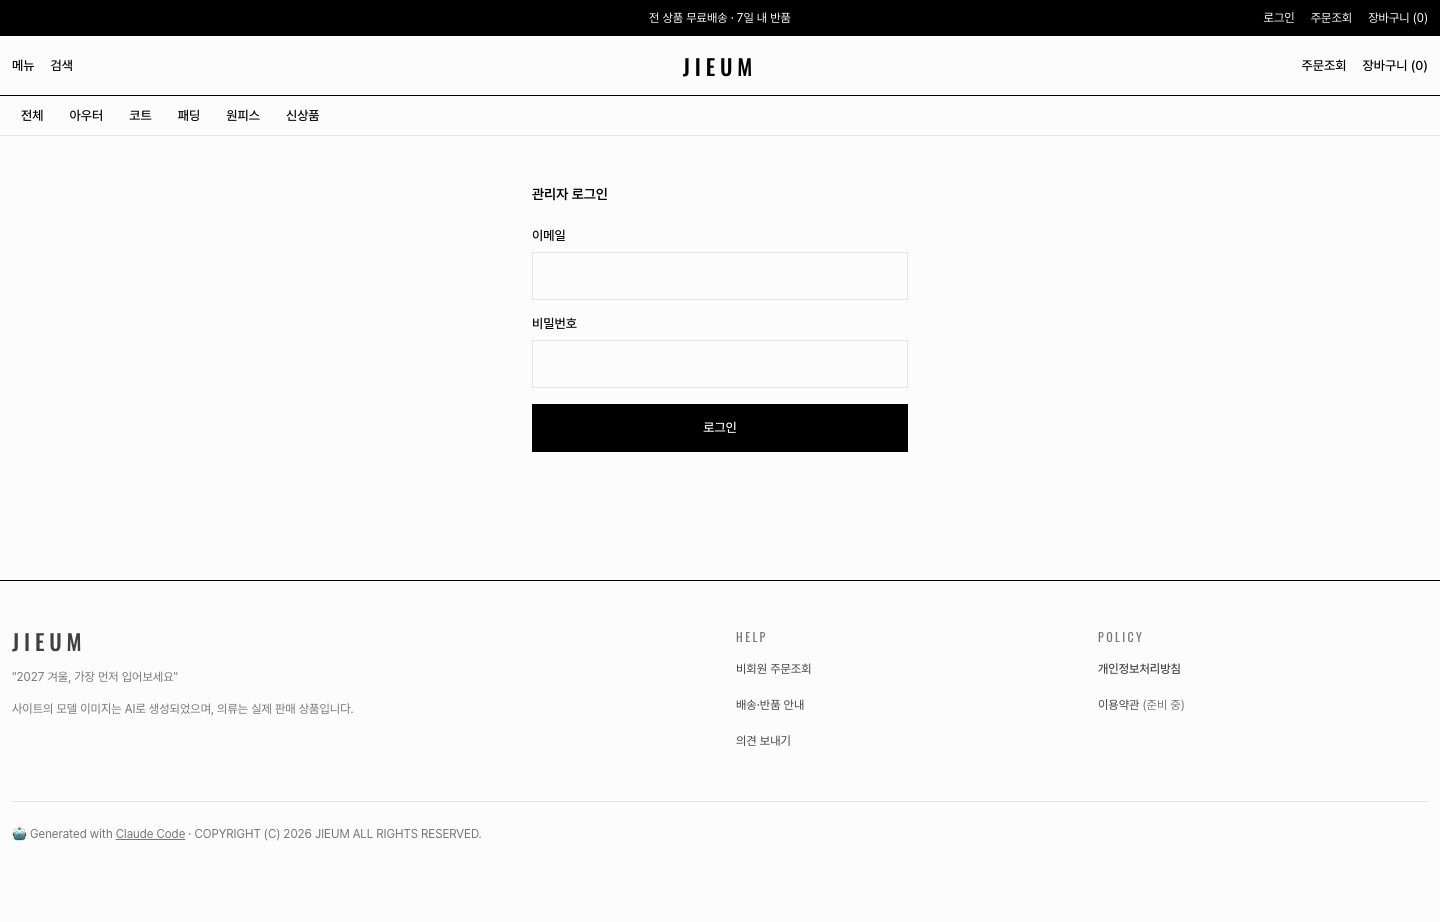 전 상품 무료배송 · 7일 내 반품
로그인 주문조회 장바구니 (0)
메뉴 검색
JIEUM
주문조회 장바구니 (0)
전체 아우터 코트 패딩 원피스 신상품
관리자 로그인
이메일
비밀번호
로그인
JIEUM
"2027 겨울, 가장 먼저 입어보세요"
사이트의 모델 이미지는 AI로 생성되었으며, 의류는 실제 판매 상품입니다.
HELP
비회원 주문조회
배송·반품 안내
의견 보내기
POLICY
개인정보처리방침
이용약관 (준비 중)
🤖 Generated with Claude Code · COPYRIGHT (C) 2026 JIEUM ALL RIGHTS RESERVED.